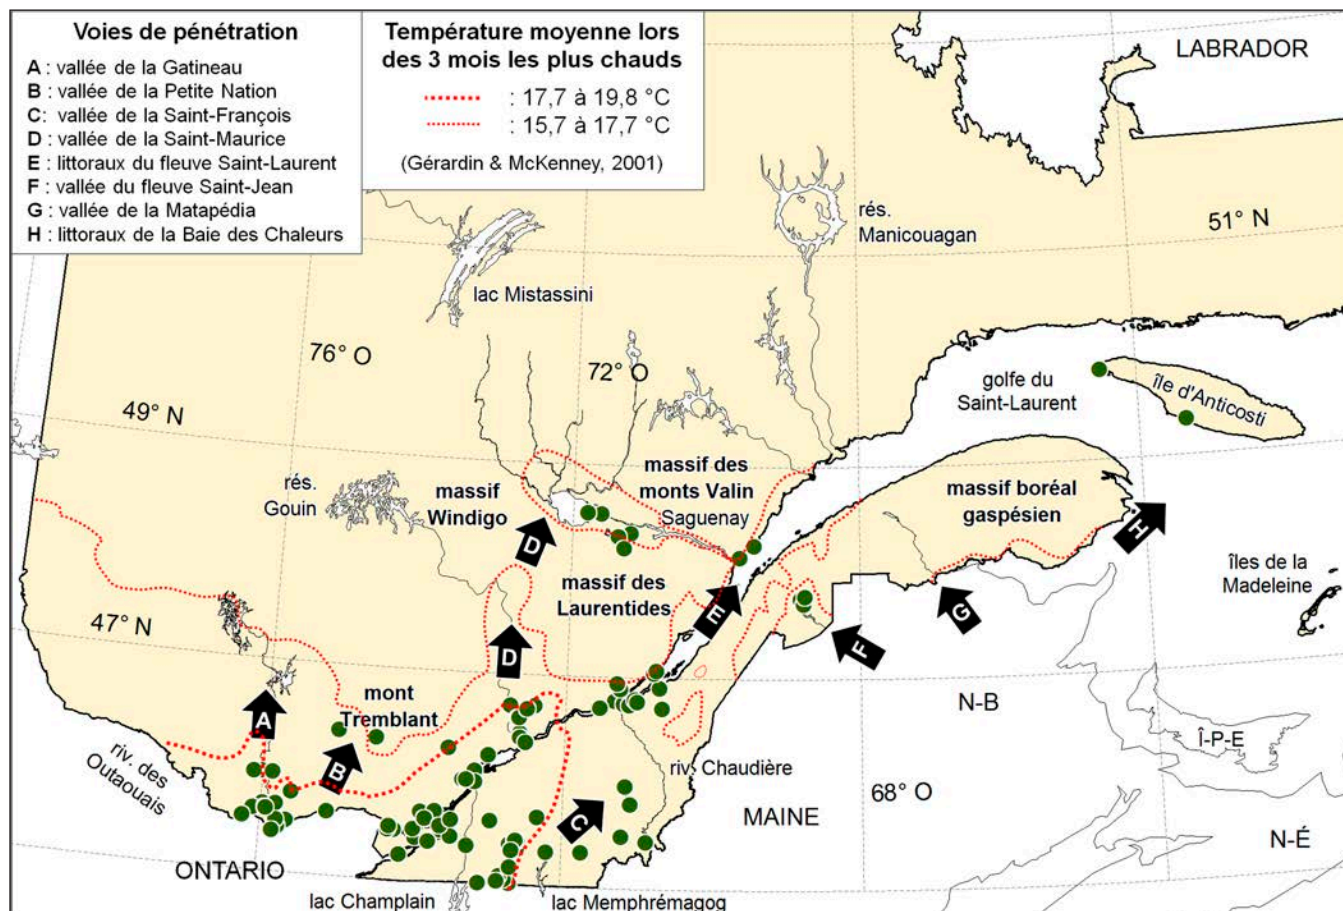 Voies de pénétration
A : vallée de la Gatineau
B : vallée de la Petite Nation
C : vallée de la Saint-François
D : vallée de la Saint-Maurice
E : littoraux du fleuve Saint-Laurent
F : vallée du fleuve Saint-Jean
G : vallée de la Matapédia
H : littoraux de la Baie des Chaleurs
Température moyenne lors
des 3 mois les plus chauds
: 17,7 à 19,8 °C
: 15,7 à 17,7 °C
(Gérardin & McKenney, 2001)
LABRADOR
51° N
rés.
Manicouagan
lac Mistassini
76° O
72° O
golfe du
Saint-Laurent
île d'Anticosti
49° N
rés.
Gouin
massif
Windigo
massif des
monts Valin
Saguenay
massif boréal
gaspésien
H
D
massif des
Laurentides
E
G
îles de la
Madeleine
47° N
D
F
mont
Tremblant
A
B
N-B
Î-P-E
riv. des
Outaouais
riv. Chaudière
C
MAINE
68° O
N-É
ONTARIO
lac Champlain
lac Memphrémagog